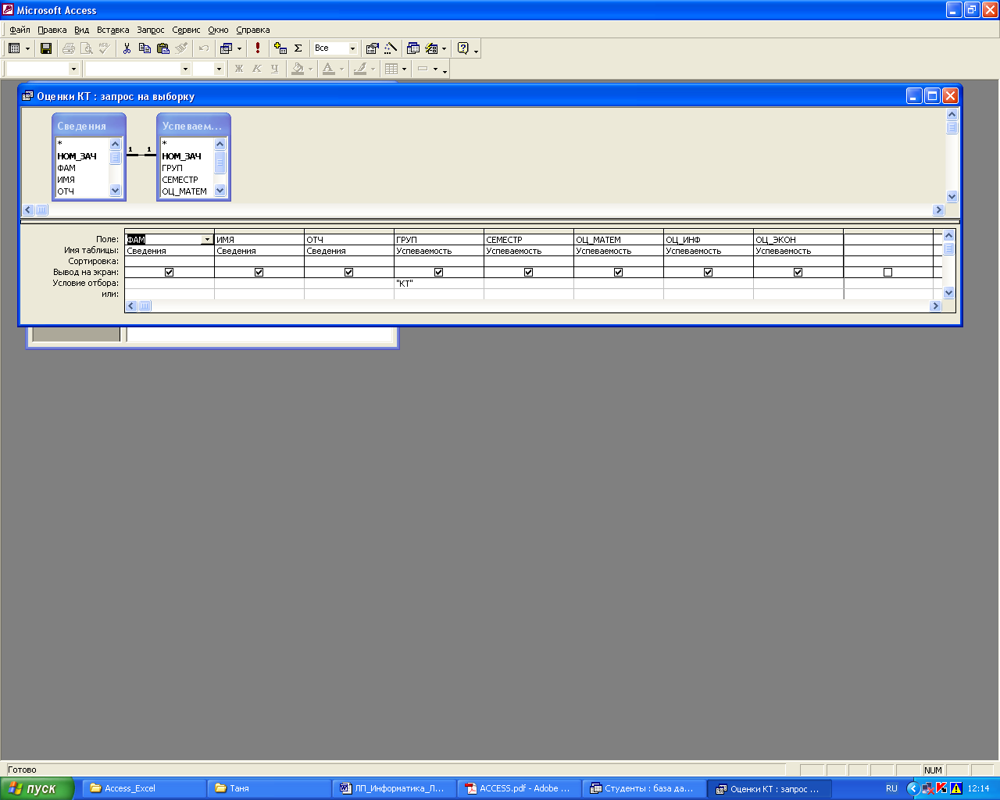 Microsoft Access
Файл Правка Вид Вставка Запрос Сервис Окно Справка
Все
Ж К Ч
Оценки КТ : запрос на выборку
Сведения
*
НОМ_ЗАЧ
ФАМ
ИМЯ
ОТЧ
1 1
Успеваем...
*
НОМ_ЗАЧ
ГРУП
СЕМЕСТР
ОЦ_МАТЕМ
Поле: ФАМ ИМЯ ОТЧ ГРУП СЕМЕСТР ОЦ_МАТЕМ ОЦ_ИНФ ОЦ_ЭКОН
Имя таблицы: Сведения Сведения Сведения Успеваемость Успеваемость Успеваемость Успеваемость Успеваемость
Сортировка:
Вывод на экран:
Условие отбора: "КТ"
или:
Готово
NUM
пуск Access_Excel Таня ЛП_Информатика_Л... ACCESS.pdf - Adobe ... Студенты : база да... Оценки КТ : запрос ... RU 12:14